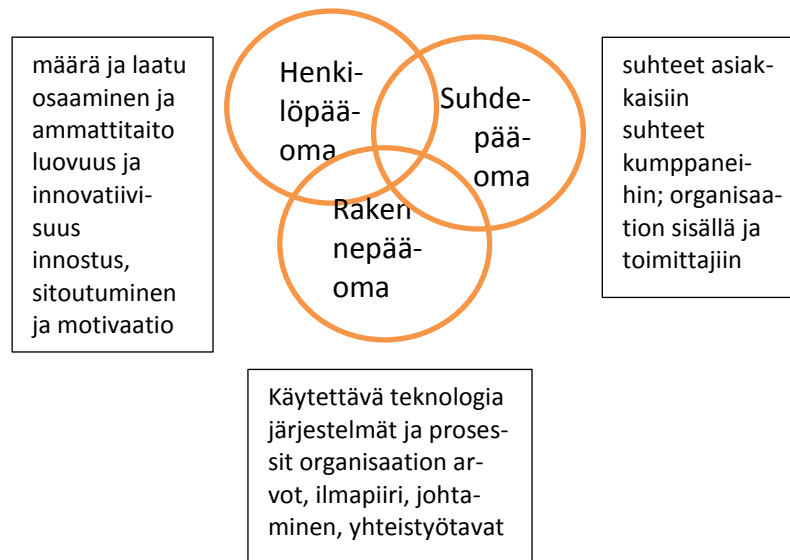 määrä ja laatu
osaaminen ja
ammattitaito
luovuus ja
innovatiivi-
suus
innostus,
sitoutuminen
ja motivaatio
Henki-
löpää-
oma
Suhde-
pää-
oma
Raken
nepää-
oma
suhteet asiak-
kaisiin
suhteet
kumppanei-
hin; organisaa-
tion sisällä ja
toimittajiin
Käytettävä teknologia
järjestelmät ja proses-
sit organisaation ar-
vot, ilmapiiri, johta-
minen, yhteistyötavat